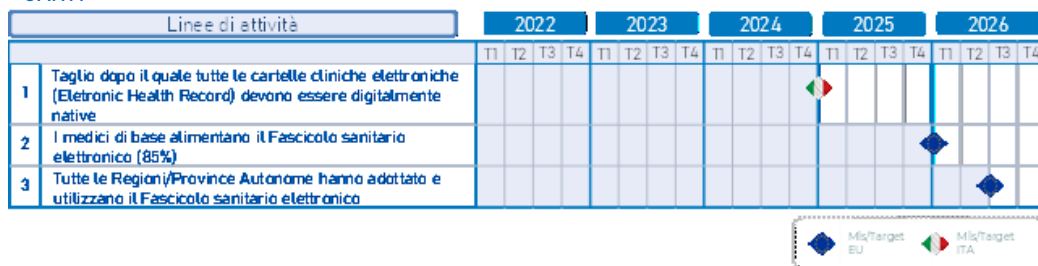 Linee di attività 2022 2023 2024 2025 2026
T1 T2 T3 T4 T1 T2 T3 T4 T1 T2 T3 T4 T1 T2 T3 T4 T1 T2 T3 T4
1 Taglio dopo il quale tutte le cartelle cliniche elettroniche
(Eletronic Health Record) devono essere digitalmente
native
2 I medici di base alimentano il Fascicolo sanitario
elettronico (85%)
3 Tutte le Regioni/Province Autonome hanno adottato e
utilizzano il Fascicolo sanitario elettronico
Mls/Target
EU
Mls/Target
ITA